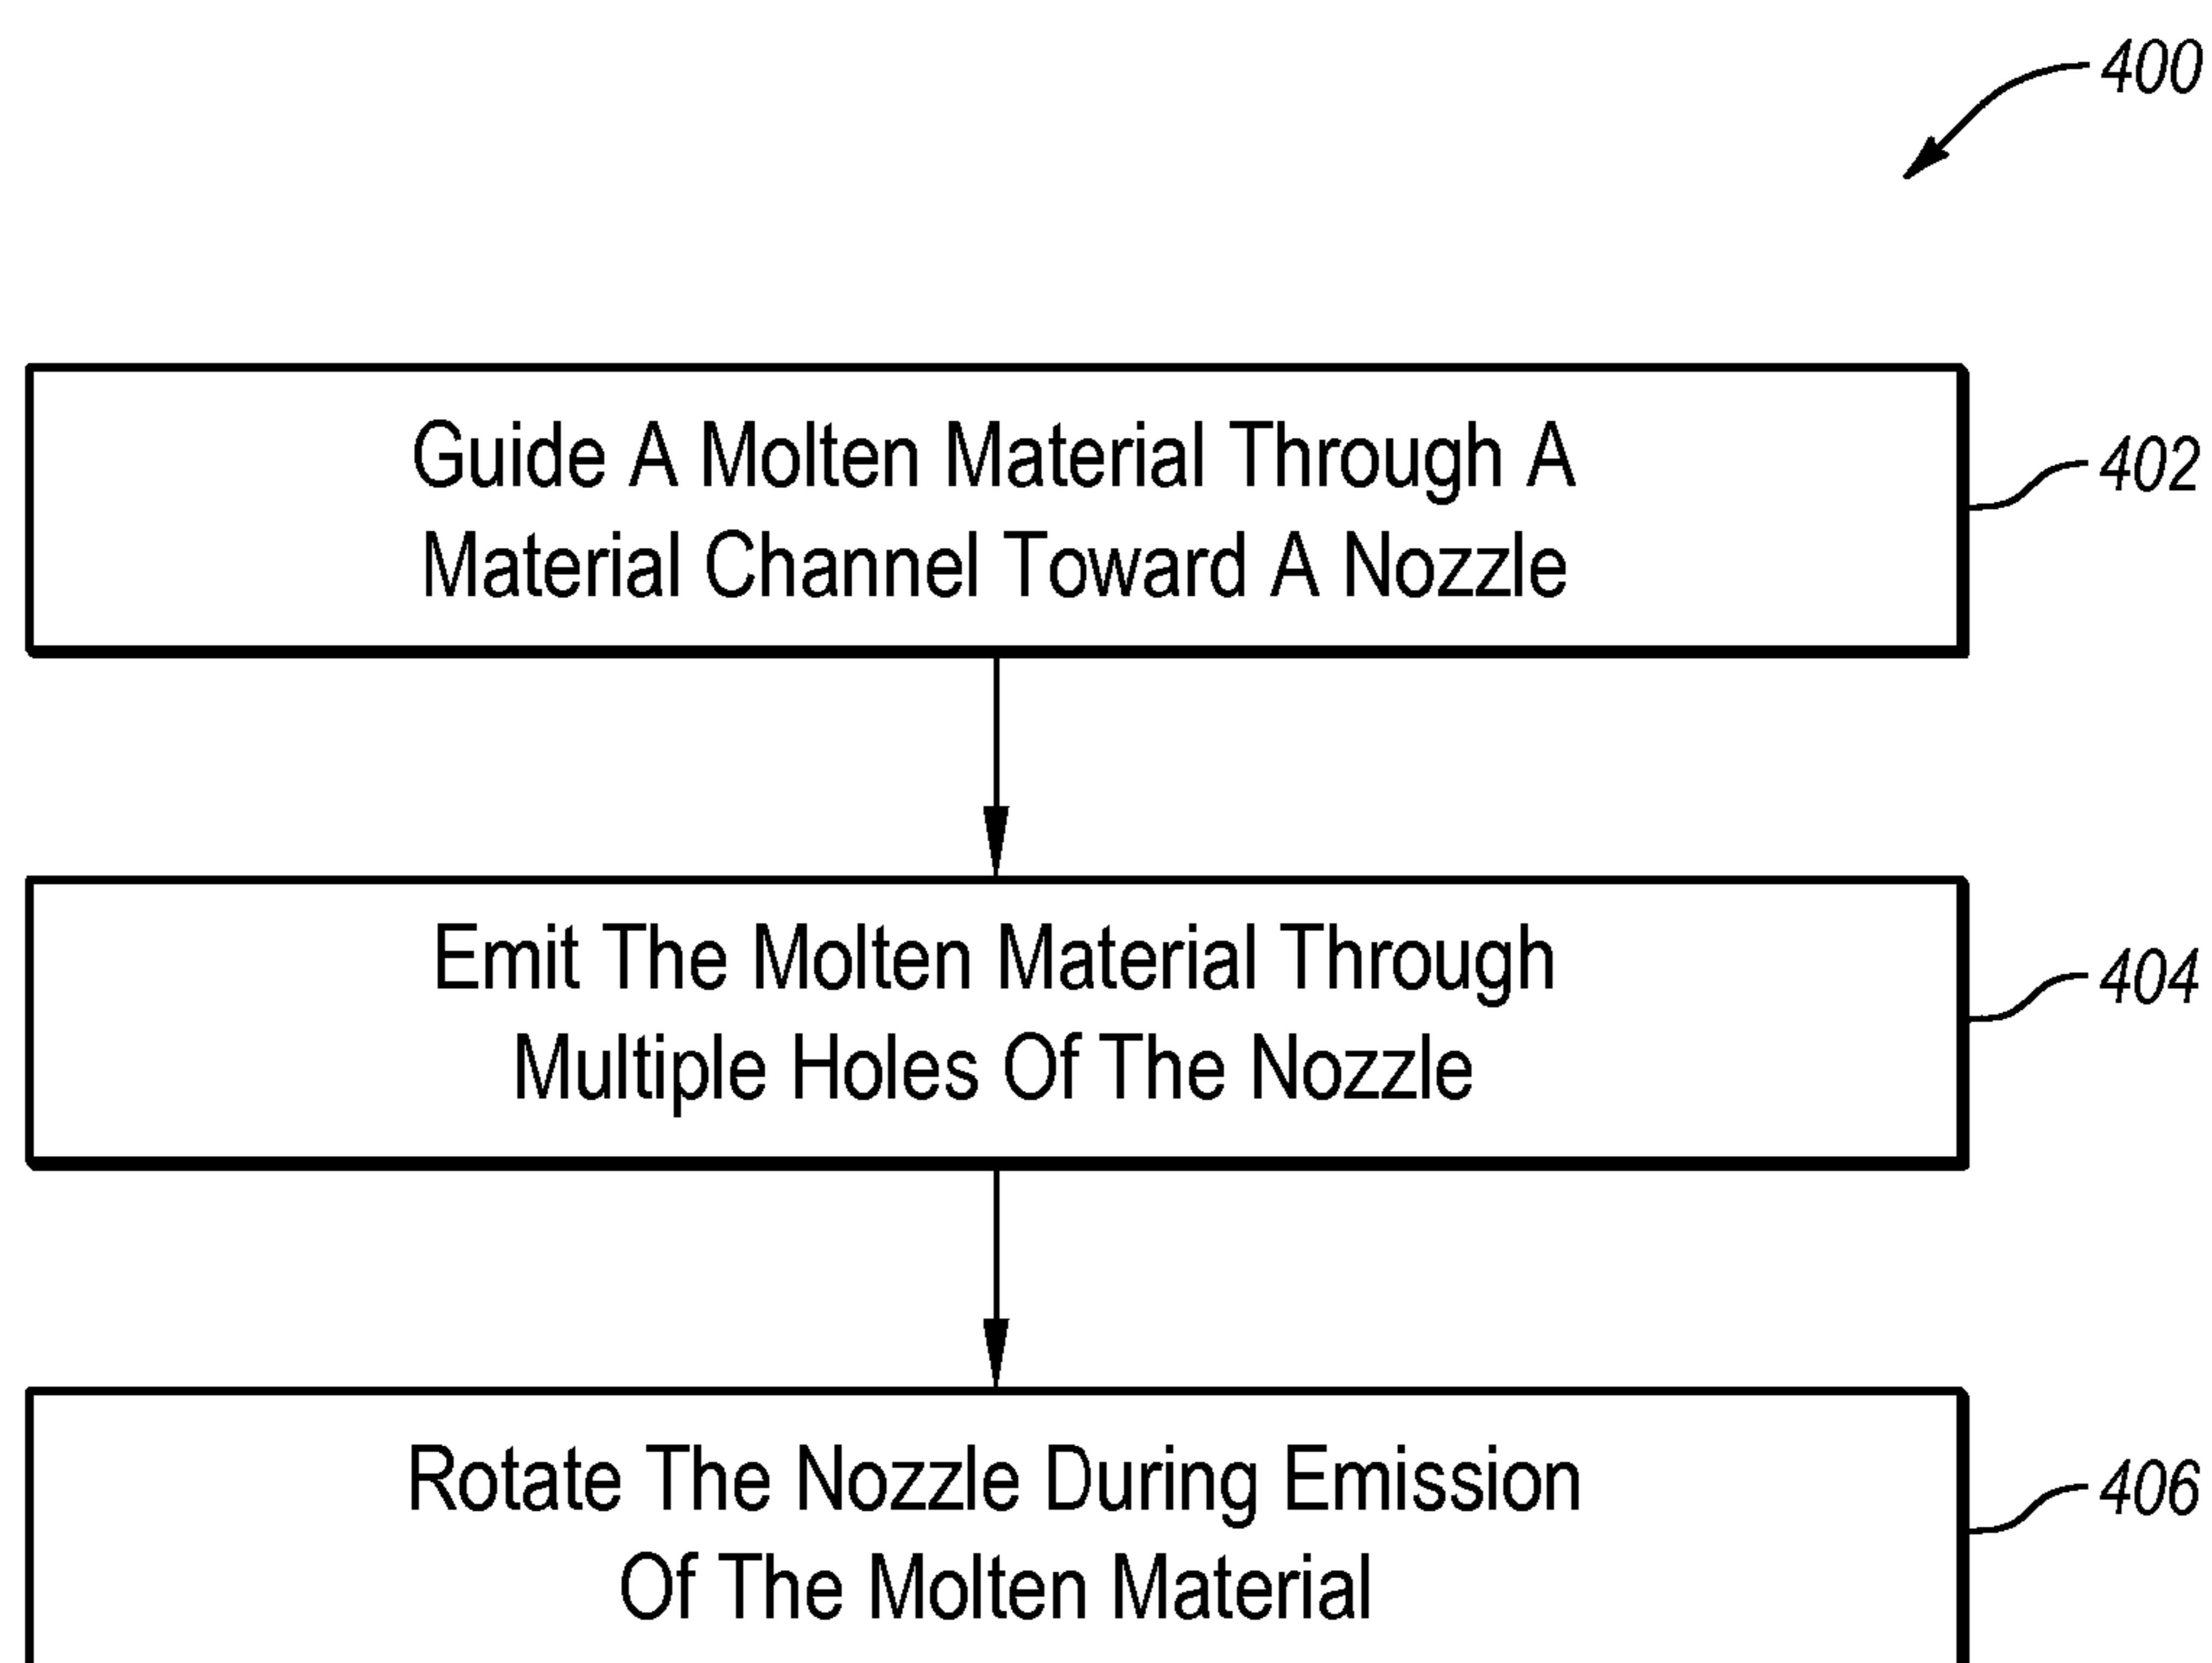 400
Guide A Molten Material Through A
Material Channel Toward A Nozzle
402
Emit The Molten Material Through
Multiple Holes Of The Nozzle
404
Rotate The Nozzle During Emission
Of The Molten Material
406